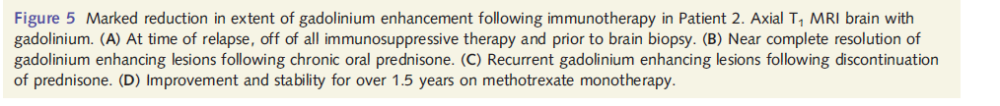 Figure 5 Marked reduction in extent of gadolinium enhancement following immunotherapy in Patient 2. Axial T₁ MRI brain with
gadolinium. (A) At time of relapse, off of all immunosuppressive therapy and prior to brain biopsy. (B) Near complete resolution of
gadolinium enhancing lesions following chronic oral prednisone. (C) Recurrent gadolinium enhancing lesions following discontinuation
of prednisone. (D) Improvement and stability for over 1.5 years on methotrexate monotherapy.